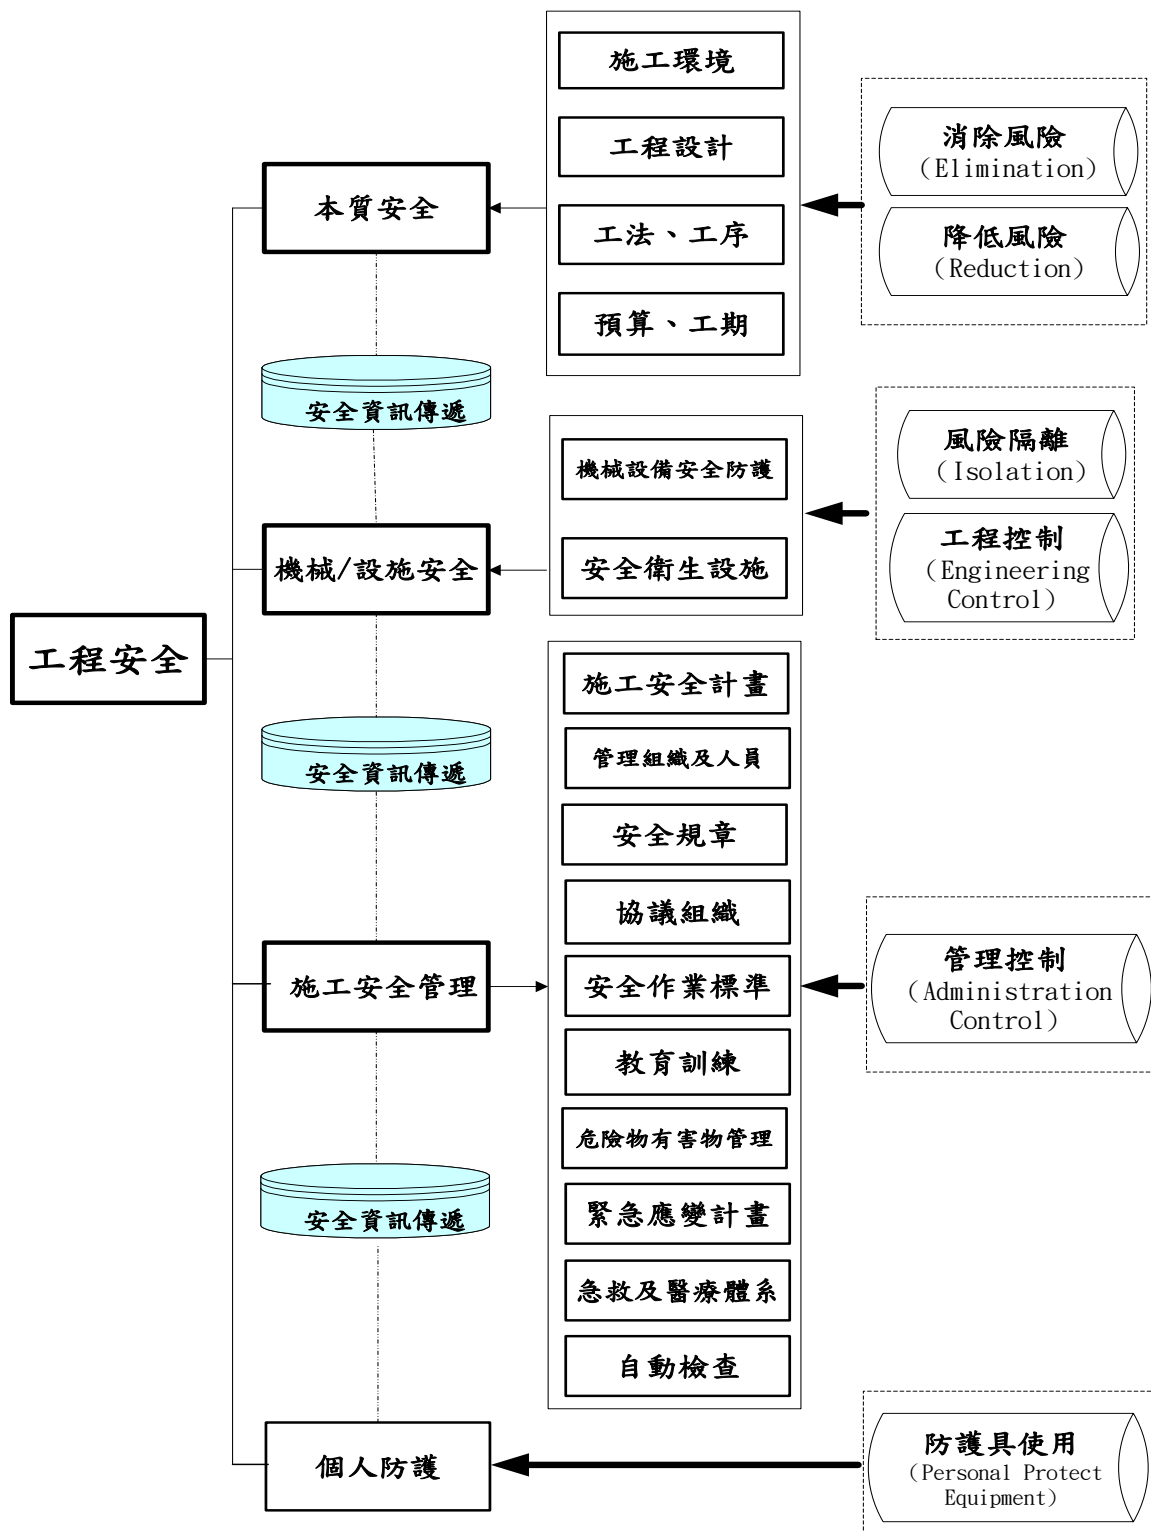 施工環境
工程設計
工法、工序
預算、工期
消除風險
（Elimination）
降低風險
（Reduction）
本質安全
安全資訊傳遞
機械設備安全防護
安全衛生設施
風險隔離
（Isolation）
工程控制
（Engineering
Control）
機械/設施安全
工程安全
安全資訊傳遞
施工安全計畫
管理組織及人員
安全規章
協議組織
安全作業標準
教育訓練
危險物有害物管理
緊急應變計畫
急救及醫療體系
自動檢查
管理控制
（Administration
Control）
施工安全管理
安全資訊傳遞
個人防護
防護具使用
（Personal Protect
Equipment）